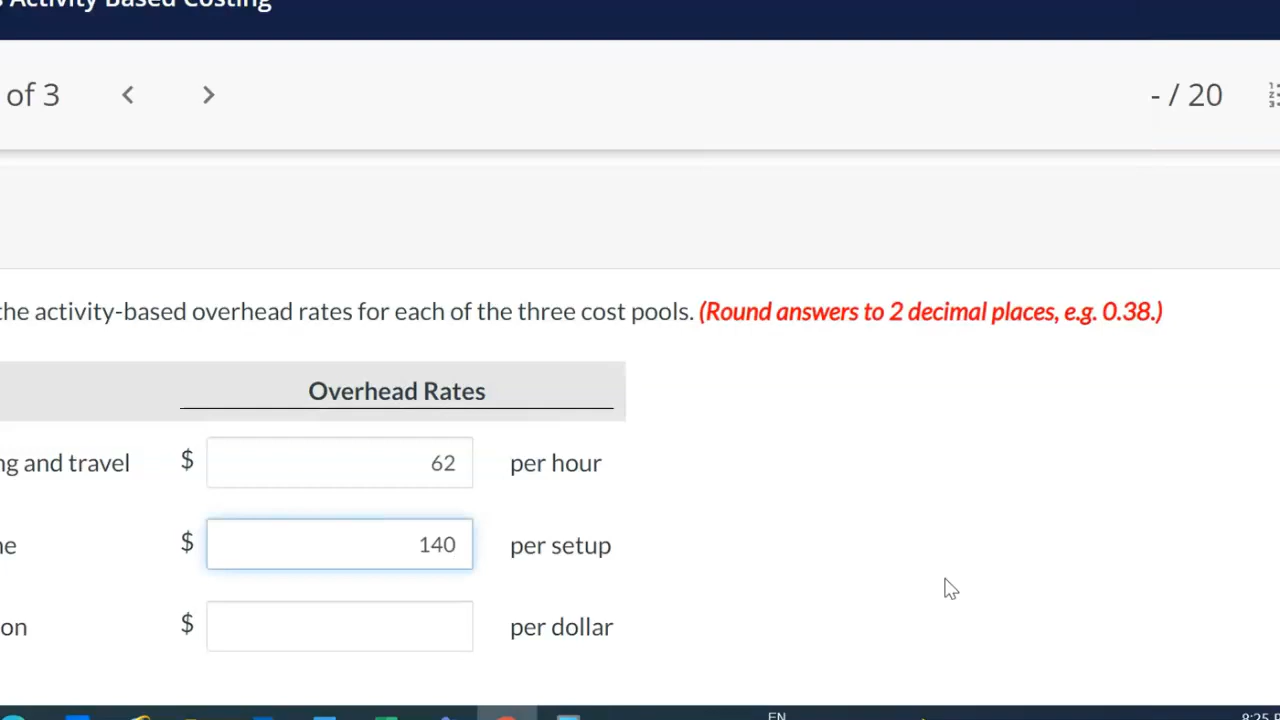 Activity Based Costing
of 3 - / 20
the activity-based overhead rates for each of the three cost pools. (Round answers to 2 decimal places, e.g. 0.38.)
Overhead Rates
ng and travel $ 62 per hour
ne $ 140 per setup
on $ per dollar
EN 8:25